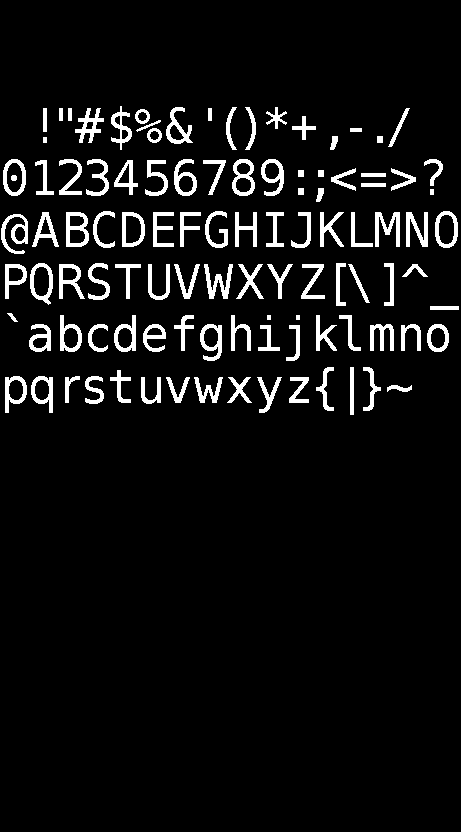 !"#$%&'()*+,-./
0123456789:;<=>?
@ABCDEFGHIJKLMNO
PQRSTUVWXYZ[\]^_
`abcdefghijklmno
pqrstuvwxyz{|}~